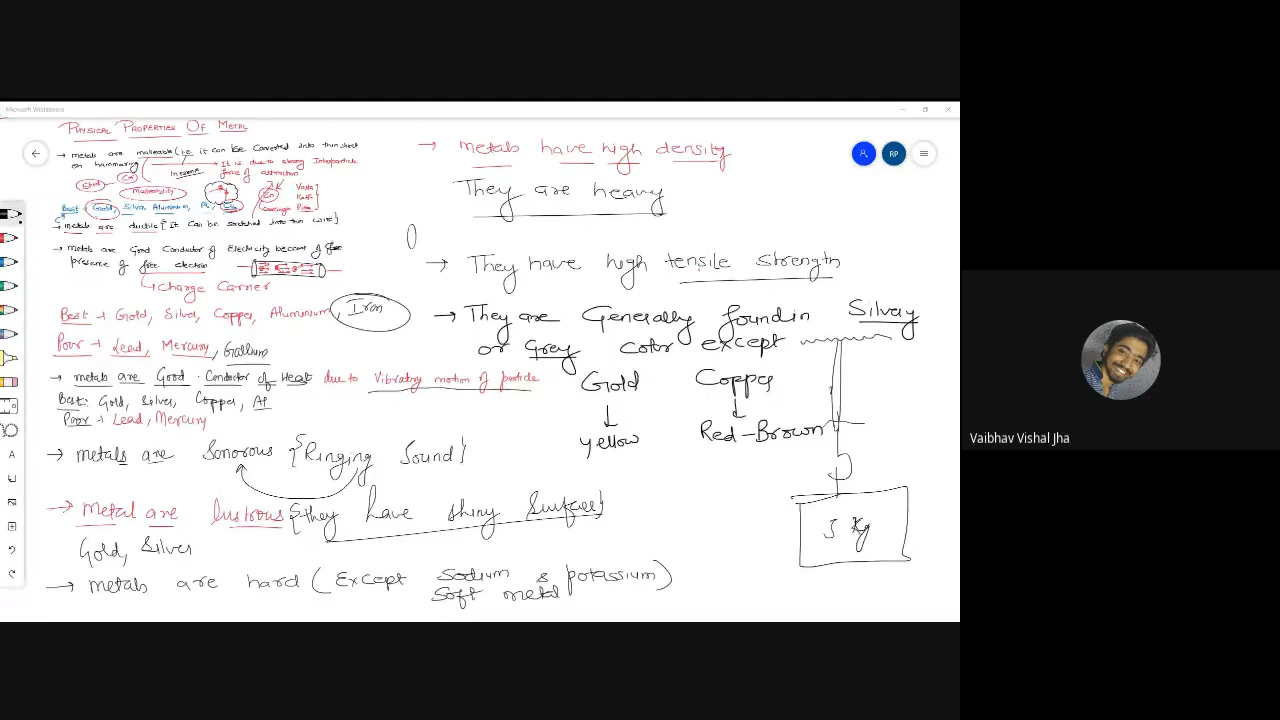 Microsoft Whiteboard
PHYSICAL PROPERTIES OF METAL
→ metals are malleable (i.e. it can be converted into thin sheet
on hammaring
→ It is due to strong Interparticle
force of attraction
Malleability
Best → Gold, Silver, Aluminium,
→ metals are ductile { It can be stretched into thin wire }
→ metals are Good Conductor of Electricity because of free
presence of free electron
↳ Charge Carrier
Best → Gold, Silver, Copper, Aluminium, Iron
Poor → Lead, Mercury, Gallium
→ metals are Good Conductor of Heat due to Vibrating motion of particle
Best: Gold, Silver, Copper, Al
Poor → Lead, Mercury
→ metals are Sonorous {Ringing Sound}
→ Metal are lustrous {they have shiny surface}
Gold, Silver
→ metals are hard (Except Sodium & potassium)
Soft metal
→ metals have high density
They are heavy
→ They have high tensile strength
→ They are Generally found in Silvery
or Grey color except
Gold Copper
↓ ↓
yellow Red-Brown
5 Kg
RP
Vaibhav Vishal Jha